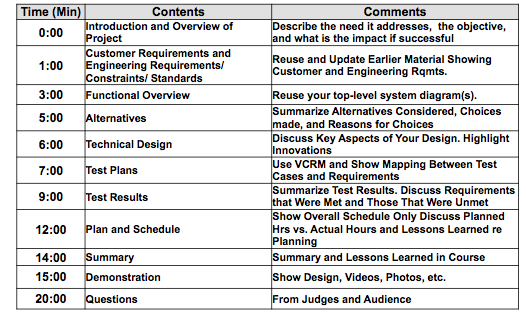 Time (Min) Contents Comments
0:00 Introduction and Overview of Project Describe the need it addresses, the objective, and what is the impact if successful
1:00 Customer Requirements and Engineering Requirements/ Constraints/ Standards Reuse and Update Earlier Material Showing Customer and Engineering Rqmts.
3:00 Functional Overview Reuse your top-level system diagram(s).
5:00 Alternatives Summarize Alternatives Considered, Choices made, and Reasons for Choices
6:00 Technical Design Discuss Key Aspects of Your Design. Highlight Innovations
7:00 Test Plans Use VCRM and Show Mapping Between Test Cases and Requirements
9:00 Test Results Summarize Test Results. Discuss Requirements that Were Met and Those That Were Unmet
12:00 Plan and Schedule Show Overall Schedule Only Discuss Planned Hrs vs. Actual Hours and Lessons Learned re Planning
14:00 Summary Summary and Lessons Learned in Course
15:00 Demonstration Show Design, Videos, Photos, etc.
20:00 Questions From Judges and Audience